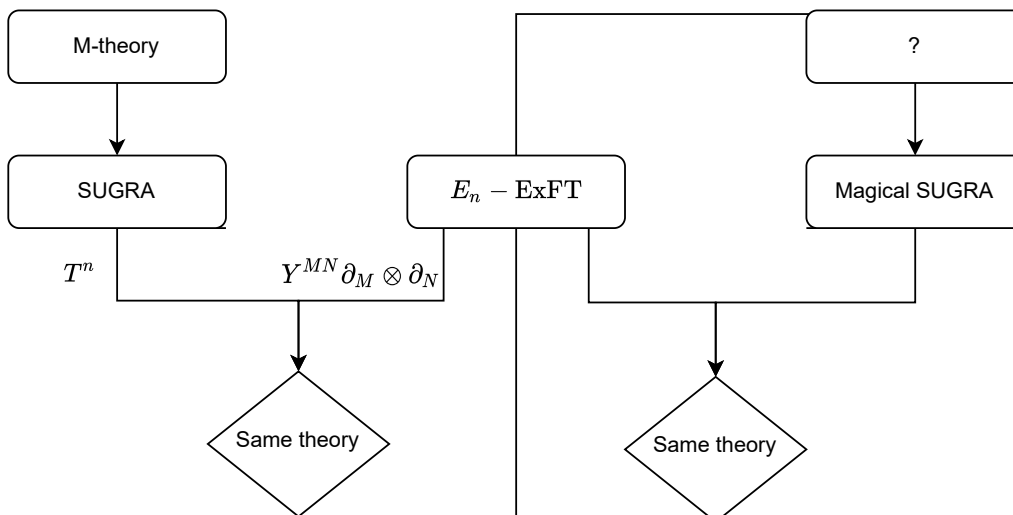 M-theory
?
SUGRA
$E_n - \mathrm{ExFT}$
Magical SUGRA
$T^n$
$Y^{MN} \partial_M \otimes \partial_N$
Same theory
Same theory